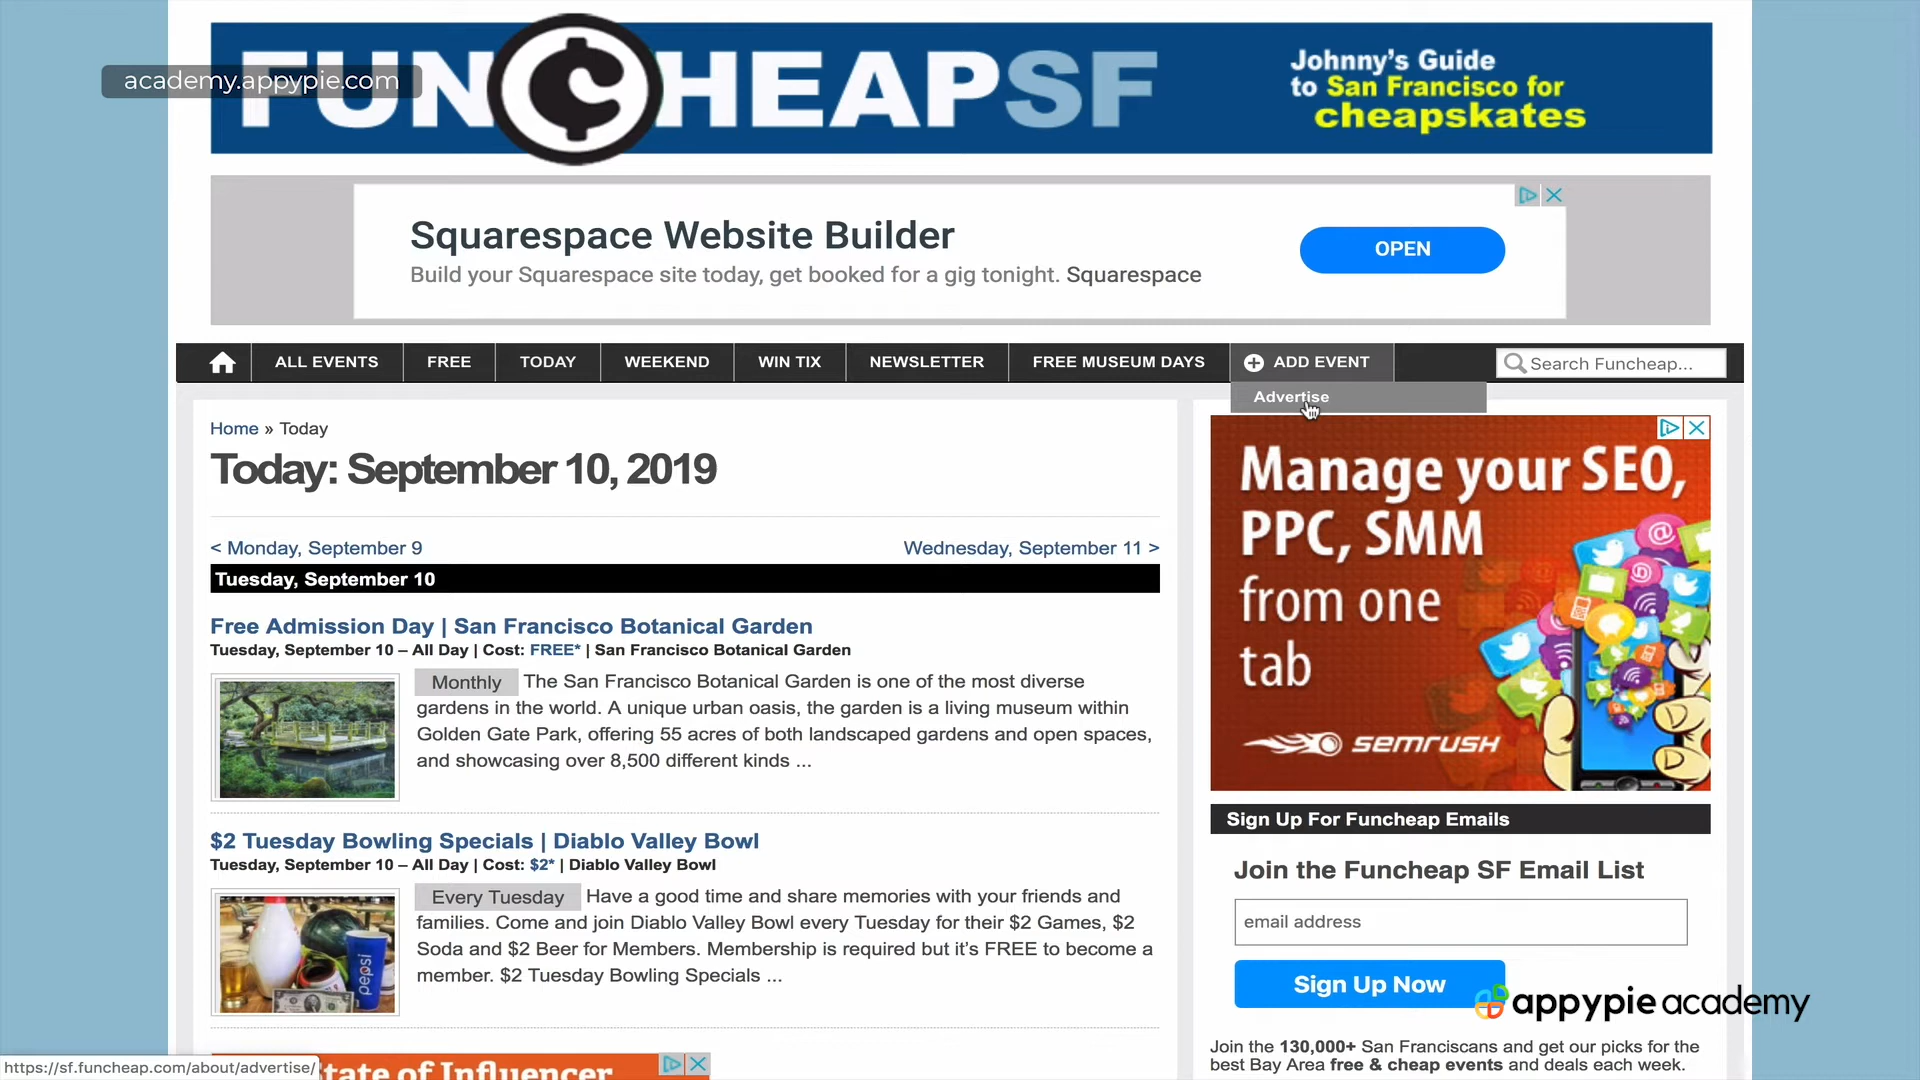 academy.appypie.com
FUNCHEAPSF
Johnny's Guide
to San Francisco for
cheapskates
Squarespace Website Builder
Build your Squarespace site today, get booked for a gig tonight. Squarespace
OPEN
ALL EVENTS FREE TODAY WEEKEND WIN TIX NEWSLETTER FREE MUSEUM DAYS ADD EVENT Search Funcheap...
Advertise
Home » Today
Today: September 10, 2019
< Monday, September 9 Wednesday, September 11 >
Tuesday, September 10
Free Admission Day | San Francisco Botanical Garden
Tuesday, September 10 – All Day | Cost: FREE* | San Francisco Botanical Garden
Monthly The San Francisco Botanical Garden is one of the most diverse
gardens in the world. A unique urban oasis, the garden is a living museum within
Golden Gate Park, offering 55 acres of both landscaped gardens and open spaces,
and showcasing over 8,500 different kinds ...
$2 Tuesday Bowling Specials | Diablo Valley Bowl
Tuesday, September 10 – All Day | Cost: $2* | Diablo Valley Bowl
pepsi
Every Tuesday Have a good time and share memories with your friends and
families. Come and join Diablo Valley Bowl every Tuesday for their $2 Games, $2
Soda and $2 Beer for Members. Membership is required but it's FREE to become a
member. $2 Tuesday Bowling Specials ...
tate of Influencer
https://sf.funcheap.com/about/advertise/
Manage your SEO,
PPC, SMM
from one
tab
SEMRUSH
Sign Up For Funcheap Emails
Join the Funcheap SF Email List
email address
Sign Up Now
appypie academy
Join the 130,000+ San Franciscans and get our picks for the
best Bay Area free & cheap events and deals each week.